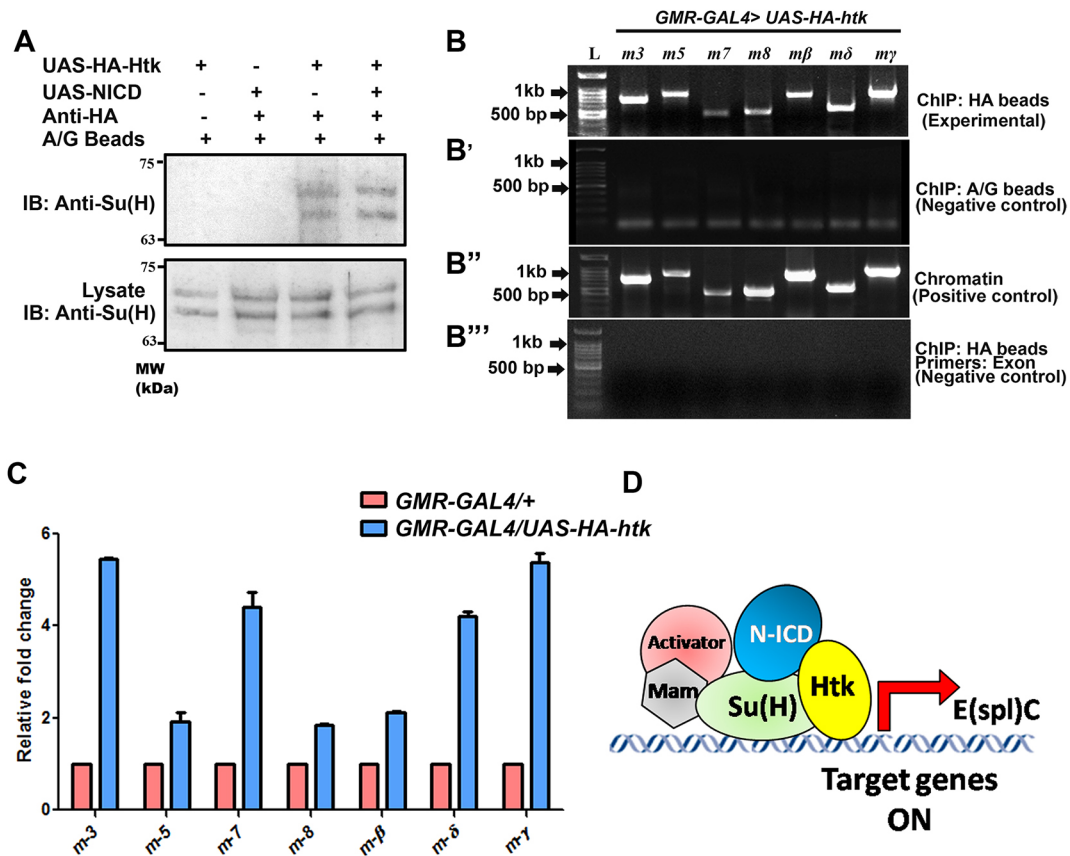 A
UAS-HA-Htk + - + +
UAS-NICD - + - +
Anti-HA - + + +
A/G Beads + + + +
75
IB: Anti-Su(H)
63
75
Lysate
IB: Anti-Su(H)
63
MW
(kDa)
GMR-GAL4> UAS-HA-htk
B
L m3 m5 m7 m8 mβ mδ mγ
1kb
500 bp
ChIP: HA beads
(Experimental)
B'
1kb
500 bp
ChIP: A/G beads
(Negative control)
B''
1kb
500 bp
Chromatin
(Positive control)
B'''
1kb
500 bp
ChIP: HA beads
Primers: Exon
(Negative control)
C
GMR-GAL4/+
GMR-GAL4/UAS-HA-htk
Relative fold change
6
4
2
0
m-3 m-5 m-7 m-8 m-β m-δ m-γ
D
Activator
N-ICD
Mam
Su(H)
Htk
E(spl)C
Target genes
ON